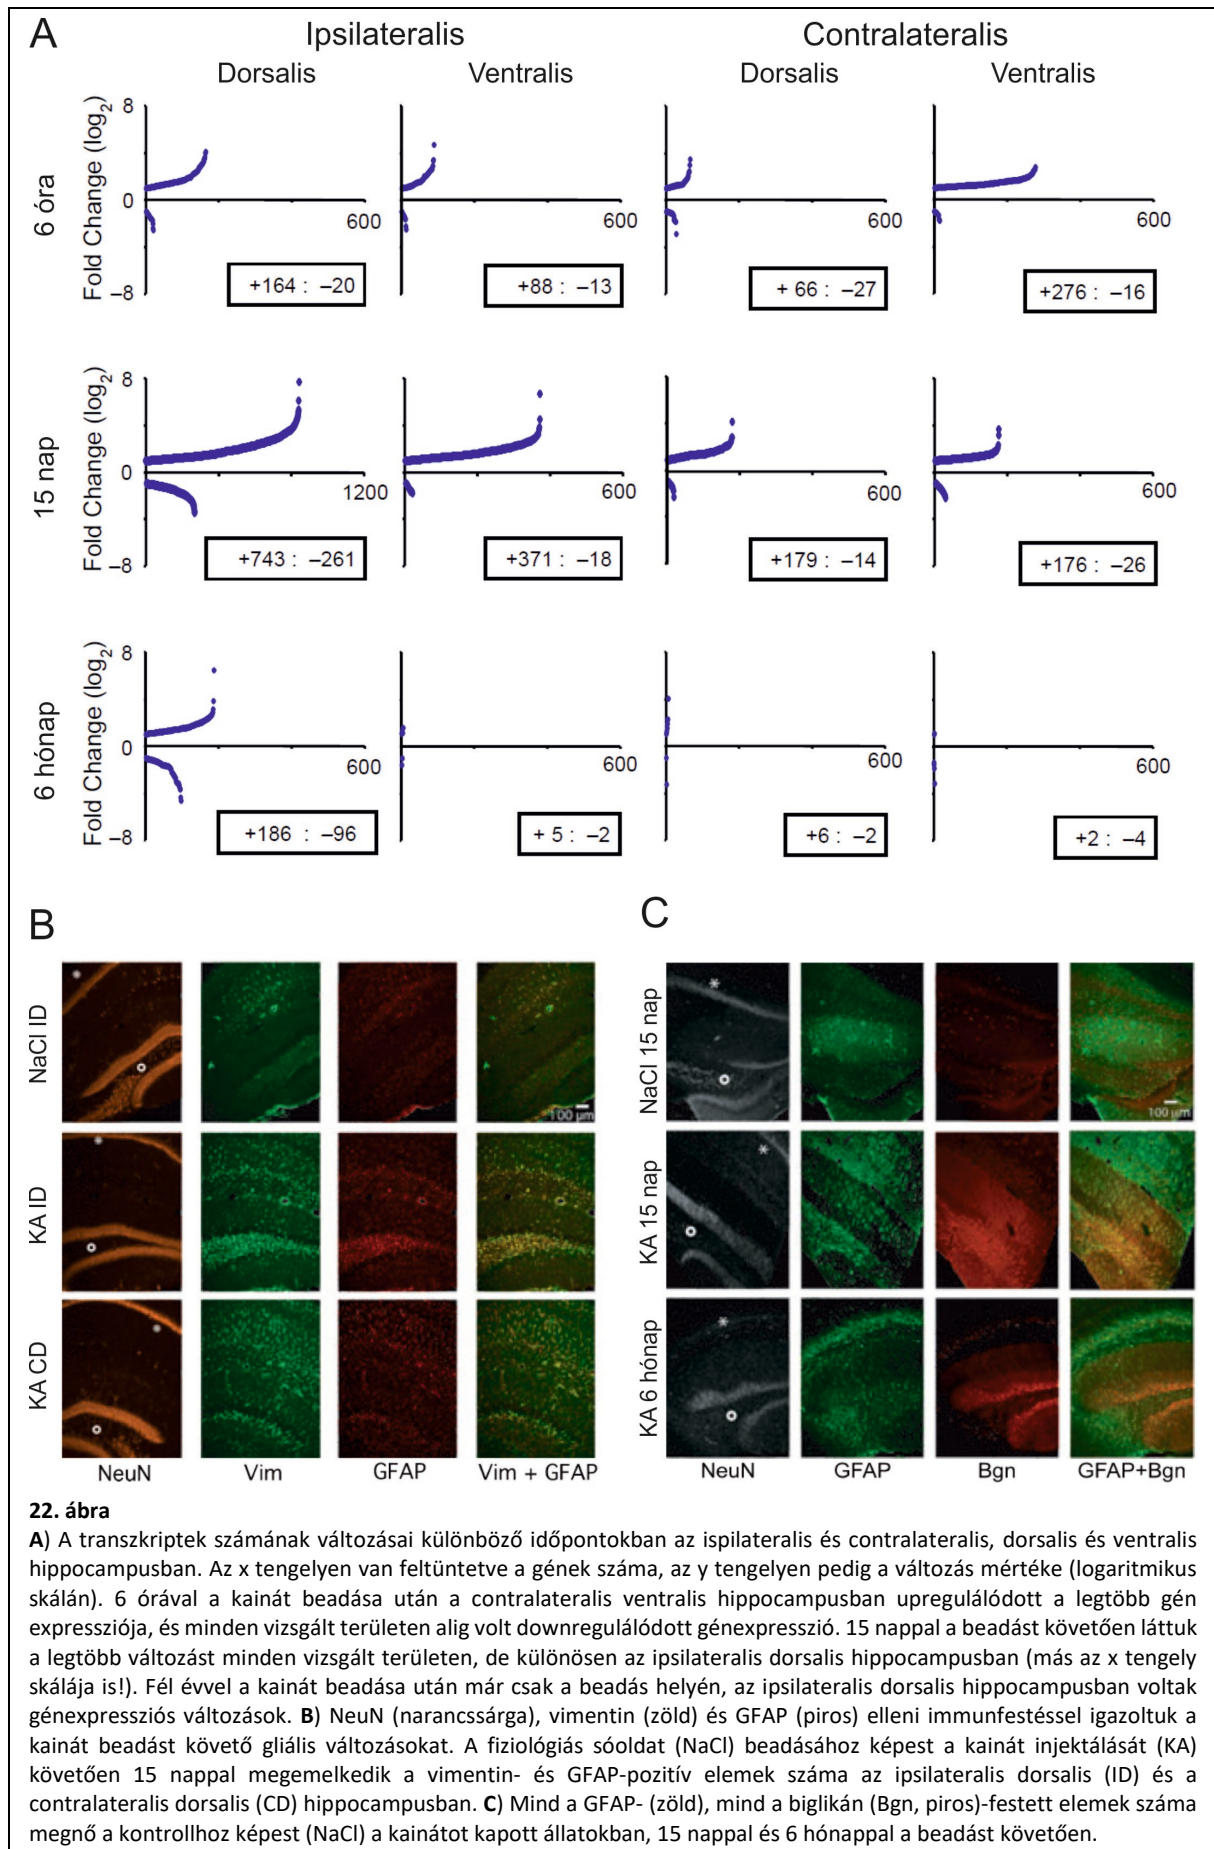 A
Ipsilateralis
Contralateralis
Dorsalis
Ventralis
Dorsalis
Ventralis
6 óra
Fold Change (log2)
8
0
–8
600
+164 : –20
600
+88 : –13
600
+ 66 : –27
600
+276 : –16
15 nap
Fold Change (log2)
8
0
–8
1200
+743 : –261
600
+371 : –18
600
+179 : –14
600
+176 : –26
6 hónap
Fold Change (log2)
8
0
–8
600
+186 : –96
600
+ 5 : –2
600
+6 : –2
600
+2 : –4
B
NaCl ID
100 µm
KA ID
KA CD
NeuN
Vim
GFAP
Vim + GFAP
C
NaCl 15 nap
100 µm
KA 15 nap
KA 6 hónap
NeuN
GFAP
Bgn
GFAP+Bgn
22. ábra
A) A transzkriptek számának változásai különböző időpontokban az ispilateralis és contralateralis, dorsalis és ventralis
hippocampusban. Az x tengelyen van feltüntetve a gének száma, az y tengelyen pedig a változás mértéke (logaritmikus
skálán). 6 órával a kainát beadása után a contralateralis ventralis hippocampusban upregulálódott a legtöbb gén
expressziója, és minden vizsgált területen alig volt downregulálódott génexpresszió. 15 nappal a beadást követően láttuk
a legtöbb változást minden vizsgált területen, de különösen az ipsilateralis dorsalis hippocampusban (más az x tengely
skálája is!). Fél évvel a kainát beadása után már csak a beadás helyén, az ipsilateralis dorsalis hippocampusban voltak
génexpressziós változások. B) NeuN (narancssárga), vimentin (zöld) és GFAP (piros) elleni immunfestéssel igazoltuk a
kainát beadást követő gliális változásokat. A fiziológiás sóoldat (NaCl) beadásához képest a kainát injektálását (KA)
követően 15 nappal megemelkedik a vimentin- és GFAP-pozitív elemek száma az ipsilateralis dorsalis (ID) és a
contralateralis dorsalis (CD) hippocampusban. C) Mind a GFAP- (zöld), mind a biglikán (Bgn, piros)-festett elemek száma
megnő a kontrollhoz képest (NaCl) a kainátot kapott állatokban, 15 nappal és 6 hónappal a beadást követően.